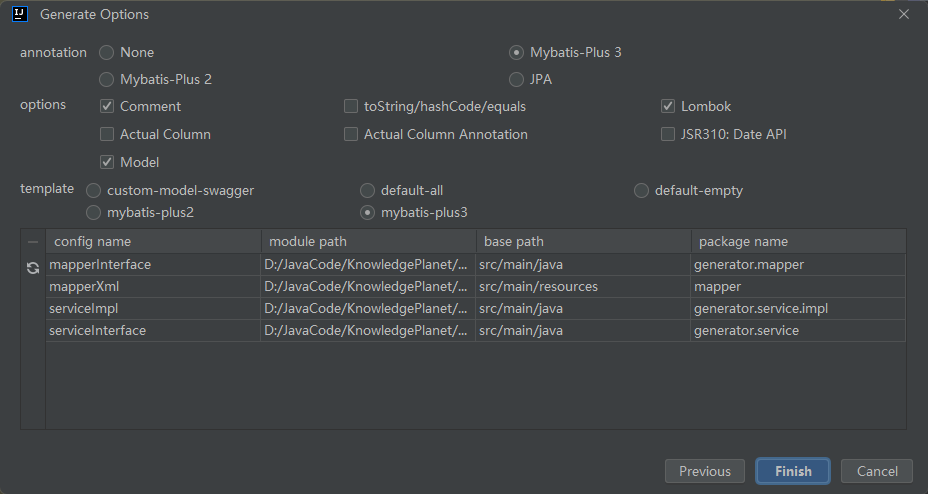 IJ Generate Options
annotation None Mybatis-Plus 3
Mybatis-Plus 2 JPA
options Comment toString/hashCode/equals Lombok
Actual Column Actual Column Annotation JSR310: Date API
Model
template custom-model-swagger default-all default-empty
mybatis-plus2 mybatis-plus3
config name module path base path package name
mapperInterface D:/JavaCode/KnowledgePlanet/... src/main/java generator.mapper
mapperXml D:/JavaCode/KnowledgePlanet/... src/main/resources mapper
serviceImpl D:/JavaCode/KnowledgePlanet/... src/main/java generator.service.impl
serviceInterface D:/JavaCode/KnowledgePlanet/... src/main/java generator.service
Previous Finish Cancel